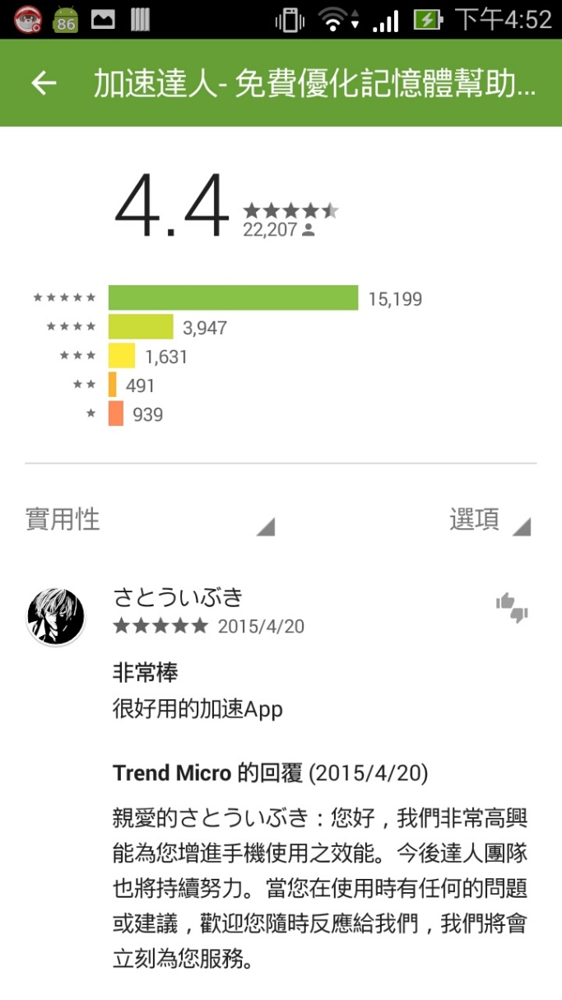 86
下午4:52
加速達人- 免費優化記憶體幫助...
4.4
22,207
15,199
3,947
1,631
491
939
實用性
選項
さとういぶき
2015/4/20
非常棒
很好用的加速App
Trend Micro 的回覆 (2015/4/20)
親愛的さとういぶき：您好，我們非常高興
能為您增進手機使用之效能。今後達人團隊
也將持續努力。當您在使用時有任何的問題
或建議，歡迎您隨時反應給我們，我們將會
立刻為您服務。